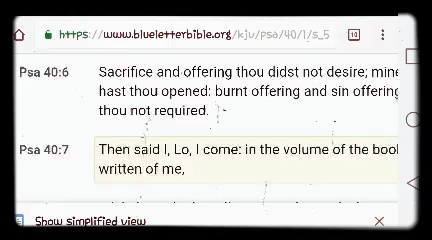 https://www.blueletterbible.org/kjv/psa/40/1/s_5
10
Psa 40:6 Sacrifice and offering thou didst not desire; mine
hast thou opened: burnt offering and sin offering
thou not required.
Psa 40:7 Then said I, Lo, I come: in the volume of the
written of me,
Show simplified view